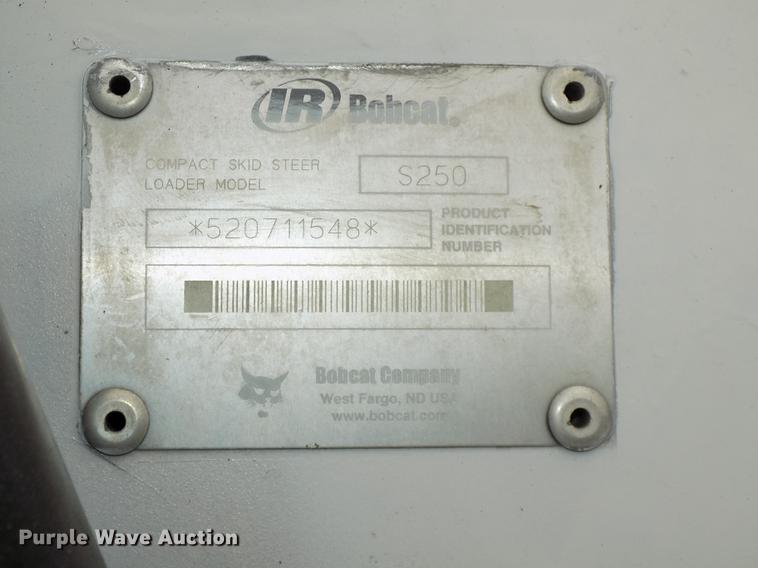 IR Bobcat®
COMPACT SKID STEER
LOADER MODEL
S250
*520711548*
PRODUCT
IDENTIFICATION
NUMBER
Bobcat Company
West Fargo, ND USA
www.bobcat.com
Purple Wave Auction®